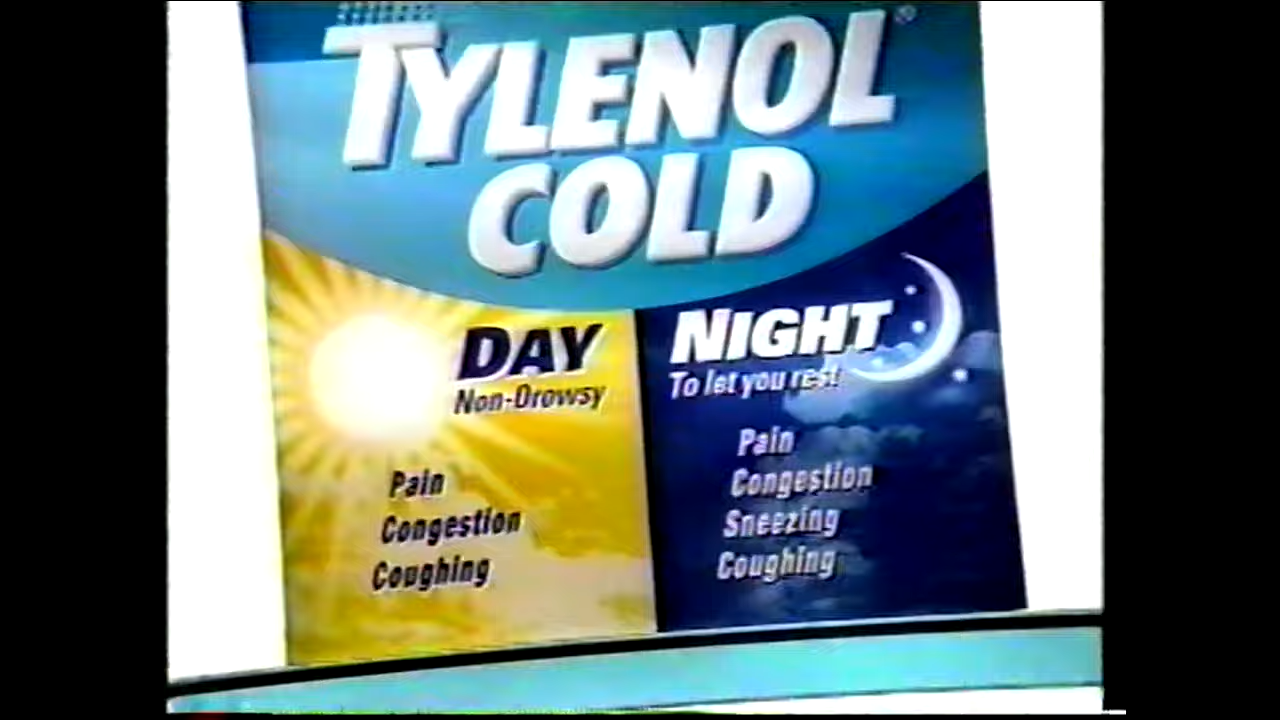 TYLENOL®
COLD
DAY
Non-Drowsy
Pain
Congestion
Coughing
NIGHT
To let you rest
Pain
Congestion
Sneezing
Coughing